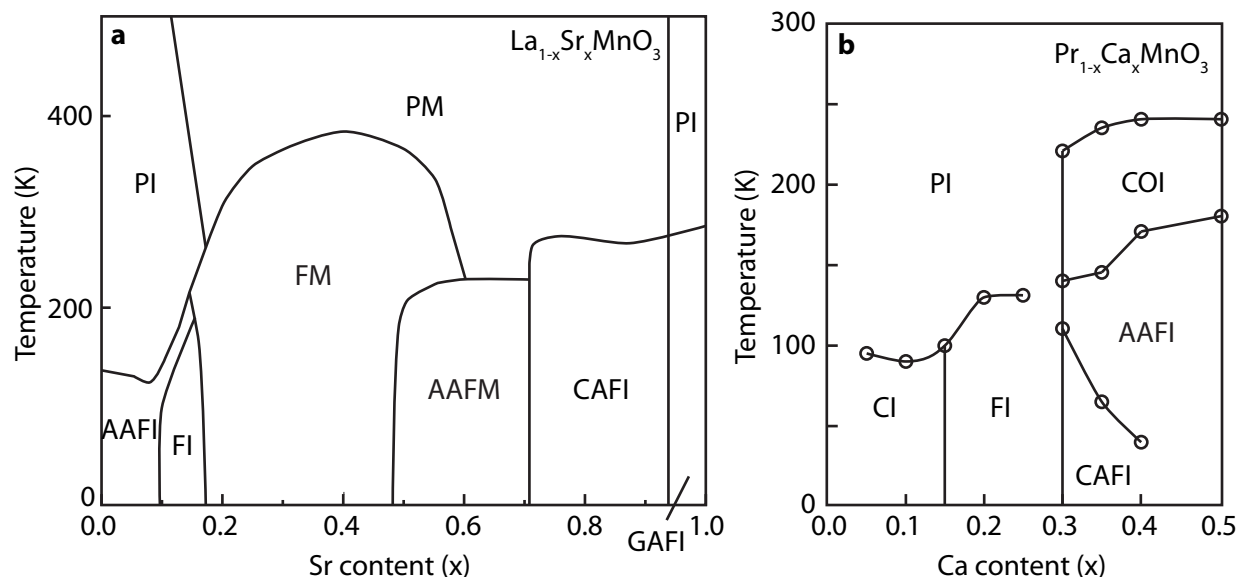 a
La1-xSrxMnO3
PM
PI
PI
FM
AAFM
CAFI
AAFI
FI
GAFI
400
200
0
0.0 0.2 0.4 0.6 0.8 1.0
Temperature (K)
Sr content (x)
b
Pr1-xCaxMnO3
PI
COI
AAFI
CI
FI
CAFI
300
200
100
0
0.0 0.1 0.2 0.3 0.4 0.5
Temperature (K)
Ca content (x)